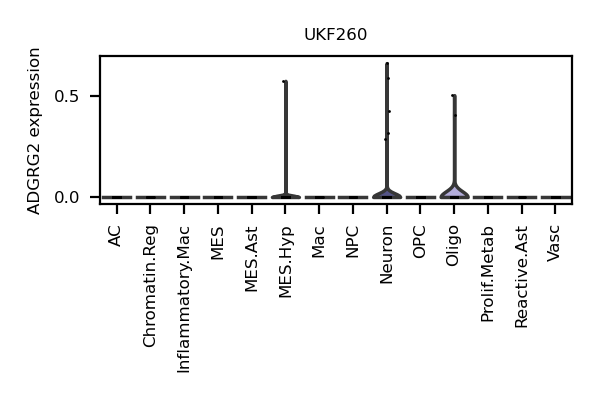 UKF260
ADGRG2 expression
0.5
0.0
AC
Chromatin.Reg
Inflammatory.Mac
MES
MES.Ast
MES.Hyp
Mac
NPC
Neuron
OPC
Oligo
Prolif.Metab
Reactive.Ast
Vasc